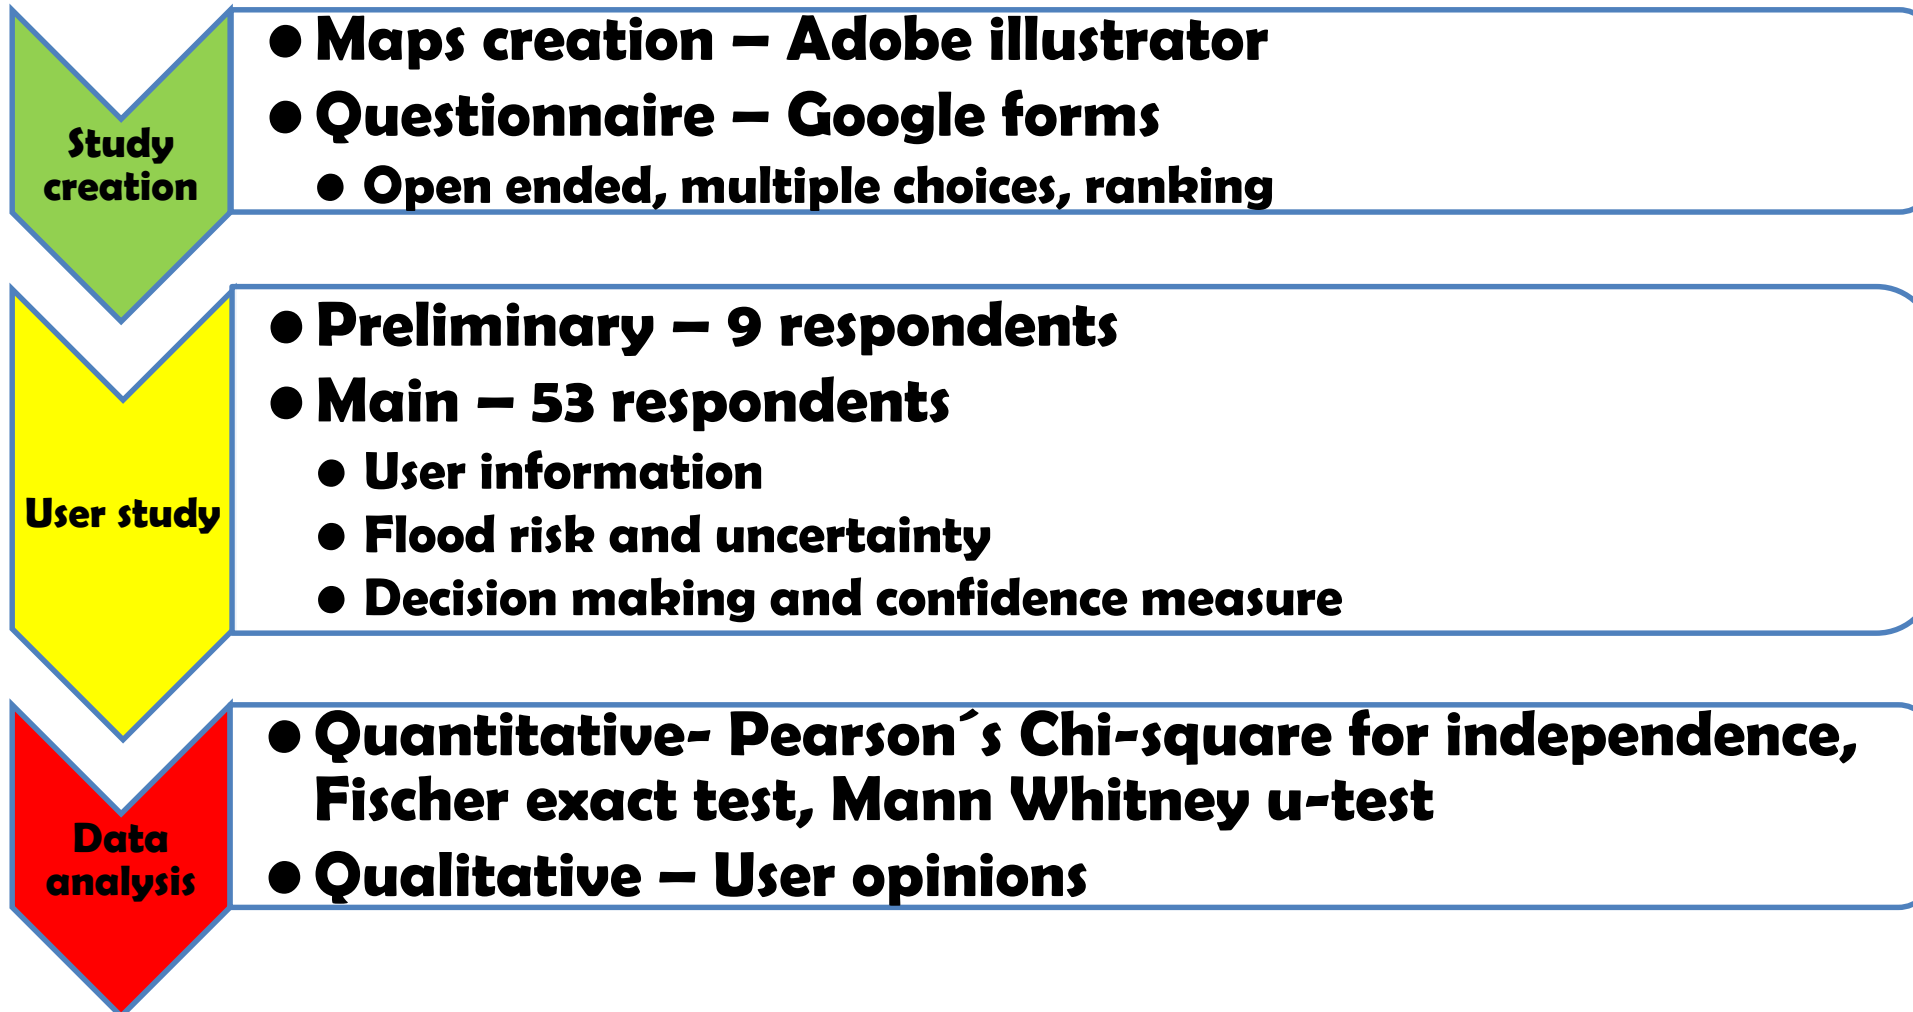 Study
creation
● Maps creation – Adobe illustrator
● Questionnaire – Google forms
● Open ended, multiple choices, ranking
User study
● Preliminary – 9 respondents
● Main – 53 respondents
● User information
● Flood risk and uncertainty
● Decision making and confidence measure
Data
analysis
● Quantitative- Pearson´s Chi-square for independence,
Fischer exact test, Mann Whitney u-test
● Qualitative – User opinions